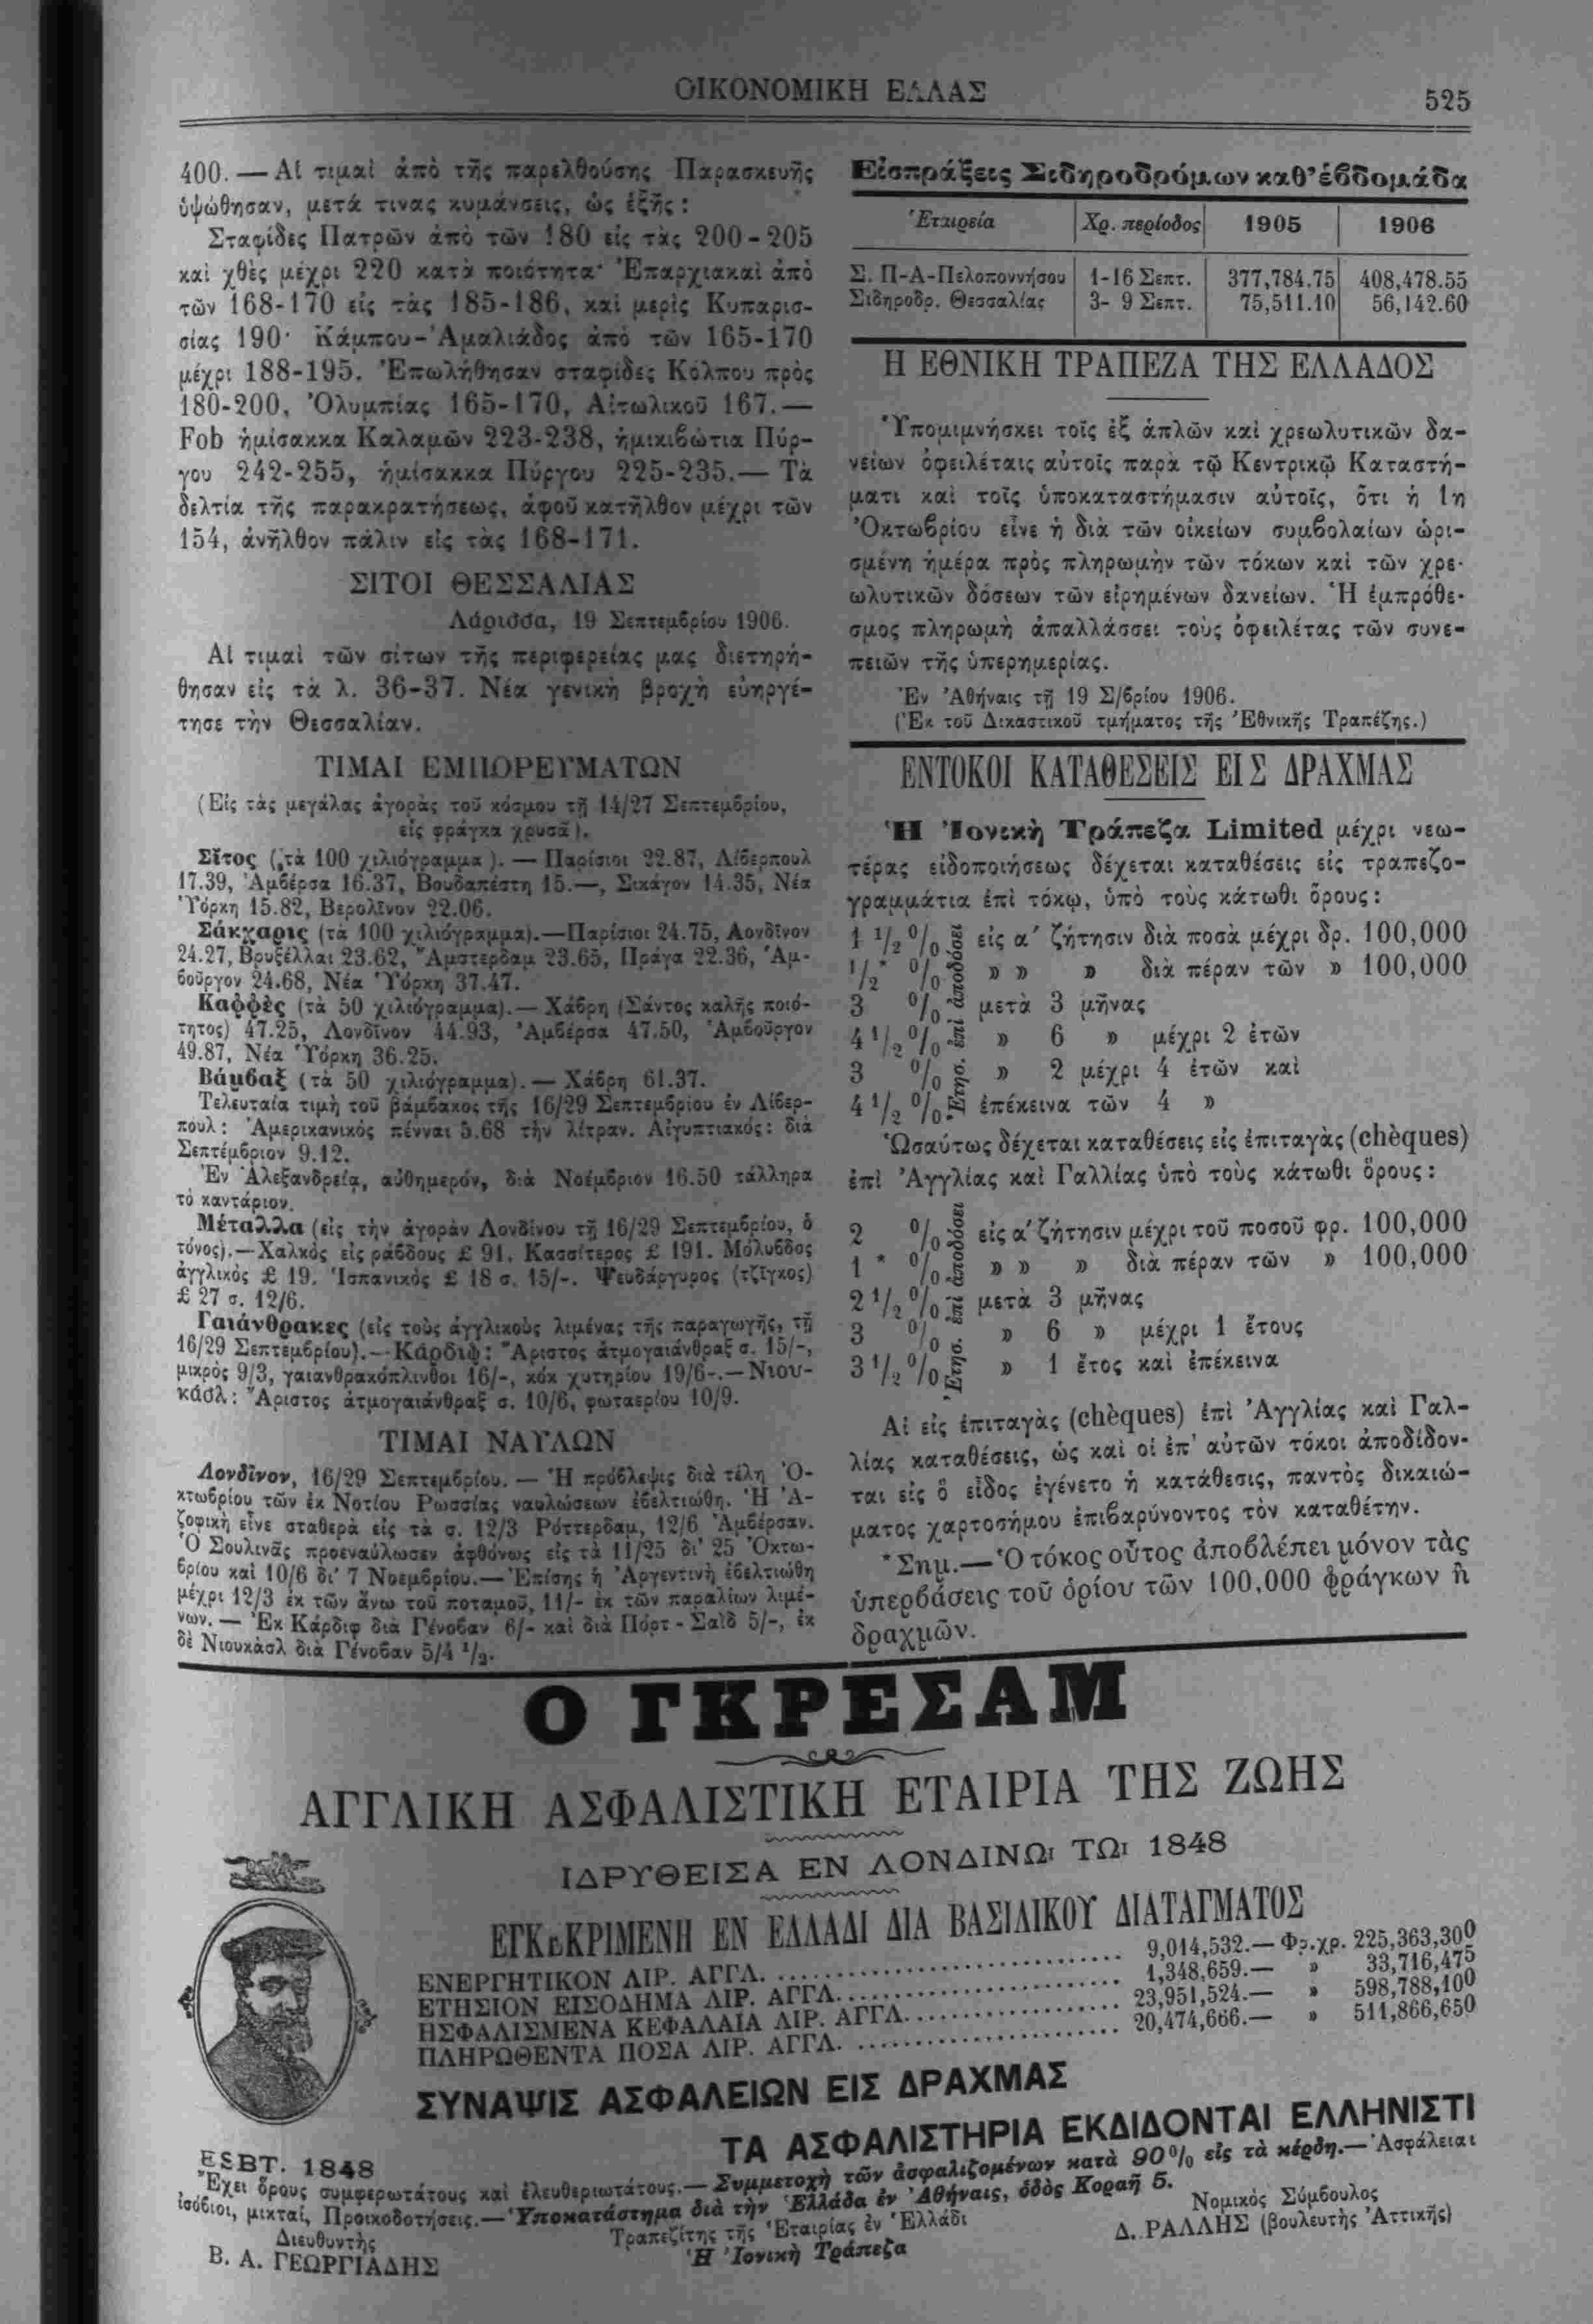 ΟΙΚΟΝΟΜΙΚΗ ΕΛΛΑΣ
525
400. — Αἱ τιμαὶ ἀπὸ τῆς παρελθούσης Παρασκευῆς
ὑψώθησαν, μετά τινας κυμάνσεις, ὡς ἑξῆς :
Σταφίδες Πατρῶν ἀπὸ τῶν 180 εἰς τὰς 200 - 205
καὶ χθὲς μέχρι 220 κατὰ ποιότητα· Ἐπαρχιακαὶ ἀπὸ
τῶν 168-170 εἰς τὰς 185-186, καὶ μερὶς Κυπαρισ-
σίας 190· Κάμπου-Ἀμαλιάδος ἀπὸ τῶν 165-170
μέχρι 188-195. Ἐπωλήθησαν σταφίδες Κόλπου πρὸς
180-200, Ὀλυμπίας 165-170, Αἰτωλικοῦ 167.—
Fob ἡμίσακκα Καλαμῶν 223-238, ἡμικιβώτια Πύρ-
γου 242-255, ἡμίσακκα Πύργου 225-235.— Τὰ
δελτία τῆς παρακρατήσεως, ἀφοῦ κατῆλθον μέχρι τῶν
154, ἀνῆλθον πάλιν εἰς τὰς 168-171.
ΣΙΤΟΙ ΘΕΣΣΑΛΙΑΣ
Λάρισσα, 19 Σεπτεμβρίου 1906.
Αἱ τιμαὶ τῶν σίτων τῆς περιφερείας μας διετηρή-
θησαν εἰς τὰ λ. 36-37. Νέα γενικὴ βροχὴ εὐηργέ-
τησε τὴν Θεσσαλίαν.
ΤΙΜΑΙ ΕΜΠΟΡΕΥΜΑΤΩΝ
(Εἰς τὰς μεγάλας ἀγορὰς τοῦ κόσμου τῇ 14/27 Σεπτεμβρίου,
εἰς φράγκα χρυσᾶ).
Σῖτος (τὰ 100 χιλιόγραμμα). — Παρίσιοι 22.87, Λίβερπουλ
17.39, Ἀμβέρσα 16.37, Βουδαπέστη 15.—, Σικάγον 14.35, Νέα
Ὑόρκη 15.82, Βερολῖνον 22.06.
Σάκχαρις (τὰ 100 χιλιόγραμμα).—Παρίσιοι 24.75, Λονδῖνον
24.27, Βρυξέλλαι 23.62, Ἄμστερδαμ 23.65, Πράγα 22.36, Ἁμ-
βοῦργον 24.68, Νέα Ὑόρκη 37.47.
Καφφὲς (τὰ 50 χιλιόγραμμα).— Χάβρη (Σάντος καλῆς ποιό-
τητος) 47.25, Λονδῖνον 44.93, Ἀμβέρσα 47.50, Ἁμβοῦργον
49.87, Νέα Ὑόρκη 36.25.
Βάμβαξ (τὰ 50 χιλιόγραμμα).— Χάβρη 61.37.
Τελευταία τιμὴ τοῦ βάμβακος τῆς 16/29 Σεπτεμβρίου ἐν Λίβερ-
πουλ : Ἀμερικανικὸς πένναι 5.68 τὴν λίτραν. Αἰγυπτιακός : διὰ
Σεπτέμβριον 9.12.
Ἐν Ἀλεξανδρείᾳ, αὐθημερόν, διὰ Νοέμβριον 16.50 τάλληρα
τὸ καντάριον.
Μέταλλα (εἰς τὴν ἀγορὰν Λονδίνου τῇ 16/29 Σεπτεμβρίου, ὁ
τόνος).—Χαλκὸς εἰς ράβδους £ 91. Κασσίτερος £ 191. Μόλυβδος
ἀγγλικὸς £ 19. Ἱσπανικὸς £ 18 σ. 15/-. Ψευδάργυρος (τζίγκος)
£ 27 σ. 12/6.
Γαιάνθρακες (εἰς τοὺς ἀγγλικοὺς λιμένας τῆς παραγωγῆς, τῇ
16/29 Σεπτεμβρίου).—Κάρδιφ : Ἄριστος ἀτμογαιάνθραξ σ. 15/-,
μικρὸς 9/3, γαιανθρακόπλινθοι 16/-, κὸκ χυτηρίου 19/6-.— Νιου-
κάσλ : Ἄριστος ἀτμογαιάνθραξ σ. 10/6, φωταερίου 10/9.
ΤΙΜΑΙ ΝΑΥΛΩΝ
Λονδῖνον, 16/29 Σεπτεμβρίου. — Ἡ πρόβλεψις διὰ τέλη Ὀ-
κτωβρίου τῶν ἐκ Νοτίου Ρωσσίας ναυλώσεων ἐβελτιώθη. Ἡ Ἀ-
ζοφικὴ εἶνε σταθερὰ εἰς τὰ σ. 12/3 Ρόττερδαμ, 12/6 Ἀμβέρσαν.
Ὁ Σουλινᾶς προεναύλωσεν ἀφθόνως εἰς τὰ 11/25 δι' 25 Ὀκτω-
βρίου καὶ 10/6 δι' 7 Νοεμβρίου.— Ἐπίσης ἡ Ἀργεντινὴ ἐβελτιώθη
μέχρι 12/3 ἐκ τῶν ἄνω τοῦ ποταμοῦ, 11/- ἐκ τῶν παραλίων λιμέ-
νων. — Ἐκ Κάρδιφ διὰ Γένοβαν 6/- καὶ διὰ Πόρτ - Σαῒδ 5/-, ἐκ
δὲ Νιουκάσλ διὰ Γένοβαν 5/4 1/2.
Εἰσπράξεις Σιδηροδρόμων καθ' ἑβδομάδα
Ἑταιρεία Χρ. περίοδος 1905 1906
Σ. Π-Α-Πελοποννήσου 1-16 Σεπτ. 377,784.75 408,478.55
Σιδηροδρ. Θεσσαλίας 3- 9 Σεπτ. 75,511.10 56,142.60
Η ΕΘΝΙΚΗ ΤΡΑΠΕΖΑ ΤΗΣ ΕΛΛΑΔΟΣ
Ὑπομιμνήσκει τοῖς ἐξ ἁπλῶν καὶ χρεωλυτικῶν δα-
νείων ὀφειλέταις αὐτοῖς παρὰ τῷ Κεντρικῷ Καταστή-
ματι καὶ τοῖς ὑποκαταστήμασιν αὐτοῖς, ὅτι ἡ 1η
Ὀκτωβρίου εἶνε ἡ διὰ τῶν οἰκείων συμβολαίων ὡρι-
σμένη ἡμέρα πρὸς πληρωμὴν τῶν τόκων καὶ τῶν χρε-
ωλυτικῶν δόσεων τῶν εἰρημένων δανείων. Ἡ ἐμπρόθε-
σμος πληρωμὴ ἀπαλλάσσει τοὺς ὀφειλέτας τῶν συνε-
πειῶν τῆς ὑπερημερίας.
Ἐν Ἀθήναις τῇ 19 Σ/βρίου 1906.
(Ἐκ τοῦ Δικαστικοῦ τμήματος τῆς Ἐθνικῆς Τραπέζης.)
ΕΝΤΟΚΟΙ ΚΑΤΑΘΕΣΕΙΣ ΕΙΣ ΔΡΑΧΜΑΣ
Ἡ Ἰονικὴ Τράπεζα Limited μέχρι νεω-
τέρας εἰδοποιήσεως δέχεται καταθέσεις εἰς τραπεζο-
γραμμάτια ἐπὶ τόκῳ, ὑπὸ τοὺς κάτωθι ὅρους :
Ἐτησ. ἐπὶ ἀποδόσει
1 1/2 0/0 εἰς α' ζήτησιν διὰ ποσὰ μέχρι δρ. 100,000
1/2* 0/0 » » » διὰ πέραν τῶν » 100,000
3 0/0 μετὰ 3 μῆνας
4 1/2 0/0 » 6 » μέχρι 2 ἐτῶν
3 0/0 » 2 μέχρι 4 ἐτῶν καὶ
4 1/2 0/0 ἐπέκεινα τῶν 4 »
Ὡσαύτως δέχεται καταθέσεις εἰς ἐπιταγὰς (chèques)
ἐπὶ Ἀγγλίας καὶ Γαλλίας ὑπὸ τοὺς κάτωθι ὅρους :
Ἐτησ. ἐπὶ ἀποδόσει
2 0/0 εἰς α' ζήτησιν μέχρι τοῦ ποσοῦ φρ. 100,000
1 * 0/0 » » » διὰ πέραν τῶν » 100,000
2 1/2 0/0 μετὰ 3 μῆνας
3 0/0 » 6 » μέχρι 1 ἔτους
3 1/2 0/0 » 1 ἔτος καὶ ἐπέκεινα
Αἱ εἰς ἐπιταγὰς (chèques) ἐπὶ Ἀγγλίας καὶ Γαλ-
λίας καταθέσεις, ὡς καὶ οἱ ἐπ' αὐτῶν τόκοι ἀποδίδον-
ται εἰς ὃ εἶδος ἐγένετο ἡ κατάθεσις, παντὸς δικαιώ-
ματος χαρτοσήμου ἐπιβαρύνοντος τὸν καταθέτην.
* Σημ.— Ὁ τόκος οὗτος ἀποβλέπει μόνον τὰς
ὑπερβάσεις τοῦ ὁρίου τῶν 100,000 φράγκων ἢ
δραχμῶν.
Ο ΓΚΡΕΣΑΜ
ΑΓΓΛΙΚΗ ΑΣΦΑΛΙΣΤΙΚΗ ΕΤΑΙΡΙΑ ΤΗΣ ΖΩΗΣ
ΙΔΡΥΘΕΙΣΑ ΕΝ ΛΟΝΔΙΝΩι ΤΩι 1848
ΕΓΚεΚΡΙΜΕΝΗ ΕΝ ΕΛΛΑΔΙ ΔΙΑ ΒΑΣΙΛΙΚΟΥ ΔΙΑΤΑΓΜΑΤΟΣ
ΕΝΕΡΓΗΤΙΚΟΝ ΛΙΡ. ΑΓΓΛ. .......... 9,014,532.— Φρ.χρ. 225,363,300
ΕΤΗΣΙΟΝ ΕΙΣΟΔΗΜΑ ΛΙΡ. ΑΓΓΛ. .......... 1,348,659.— » 33,716,475
ΗΣΦΑΛΙΣΜΕΝΑ ΚΕΦΑΛΑΙΑ ΛΙΡ. ΑΓΓΛ. .......... 23,951,524.— » 598,788,100
ΠΛΗΡΩΘΕΝΤΑ ΠΟΣΑ ΛΙΡ. ΑΓΓΛ. .......... 20,474,666.— » 511,866,650
ΣΥΝΑΨΙΣ ΑΣΦΑΛΕΙΩΝ ΕΙΣ ΔΡΑΧΜΑΣ
ΤΑ ΑΣΦΑΛΙΣΤΗΡΙΑ ΕΚΔΙΔΟΝΤΑΙ ΕΛΛΗΝΙΣΤΙ
ESBT. 1848
Ἔχει ὅρους συμφερωτάτους καὶ ἐλευθεριωτάτους.— Συμμετοχὴ τῶν ἀσφαλιζομένων κατὰ 90 0/0 εἰς τὰ κέρδη.— Ἀσφάλειαι
ἰσόβιοι, μικταί, Προικοδοτήσεις.— Ὑποκατάστημα διὰ τὴν Ἑλλάδα ἐν Ἀθήναις, ὁδὸς Κοραῆ 5.
Διευθυντὴς
Β. Α. ΓΕΩΡΓΙΑΔΗΣ
Τραπεζίτης τῆς Ἑταιρίας ἐν Ἑλλάδι
Ἡ Ἰονικὴ Τράπεζα
Νομικὸς Σύμβουλος
Δ. ΡΑΛΛΗΣ (βουλευτὴς Ἀττικῆς)